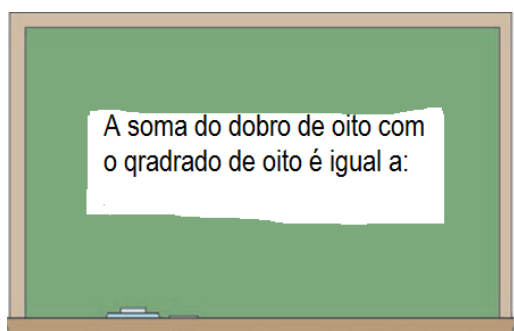 A soma do dobro de oito com
o qradrado de oito é igual a: